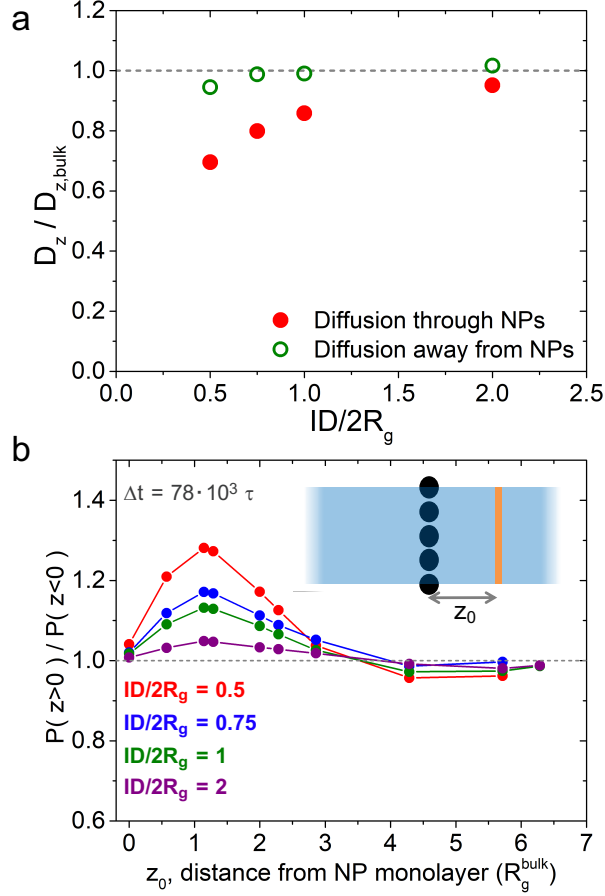 a
1.2
1.0
0.8
0.6
0.4
0.2
0.0
D_z / D_z,bulk
Diffusion through NPs
Diffusion away from NPs
0.0 0.5 1.0 1.5 2.0 2.5
ID/2R_g
b
1.4
1.2
1.0
0.8
0.6
P( z>0 ) / P( z<0 )
Δt = 78·10³ τ
z₀
ID/2R_g = 0.5
ID/2R_g = 0.75
ID/2R_g = 1
ID/2R_g = 2
0 1 2 3 4 5 6 7
z₀, distance from NP monolayer (R_g^bulk)